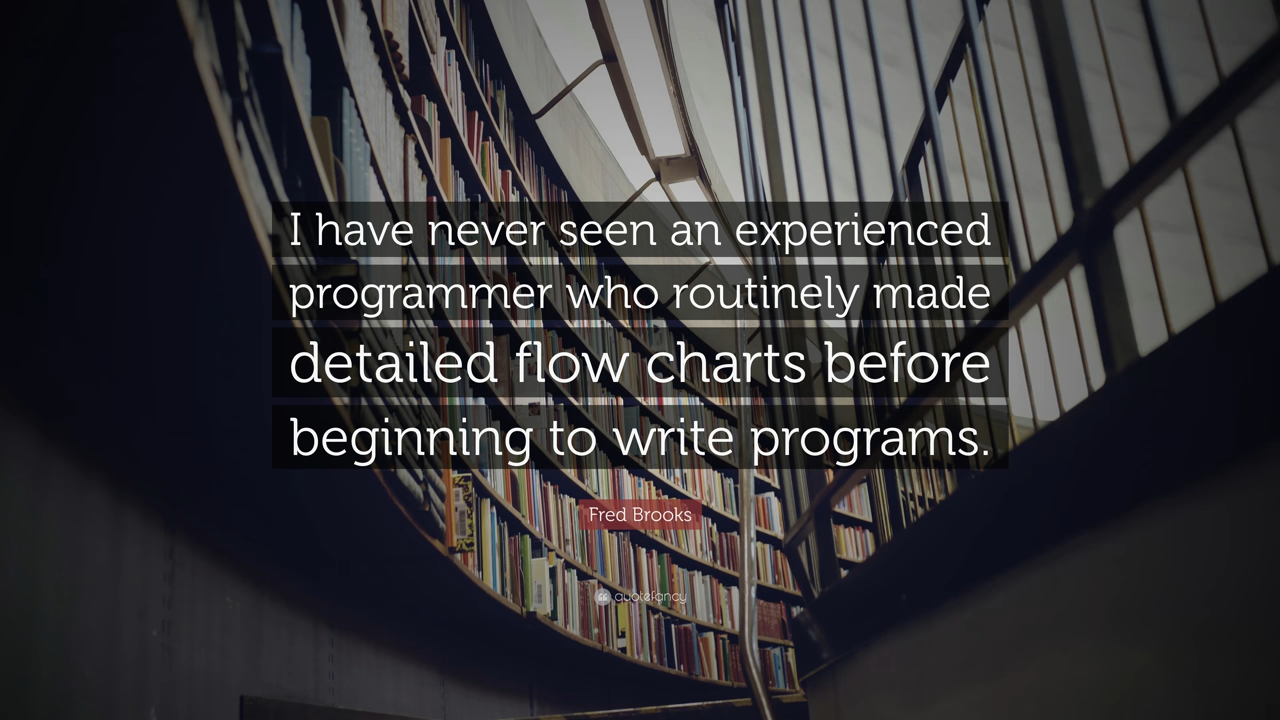 I have never seen an experienced
programmer who routinely made
detailed flow charts before
beginning to write programs.
Fred Brooks
quotefancy